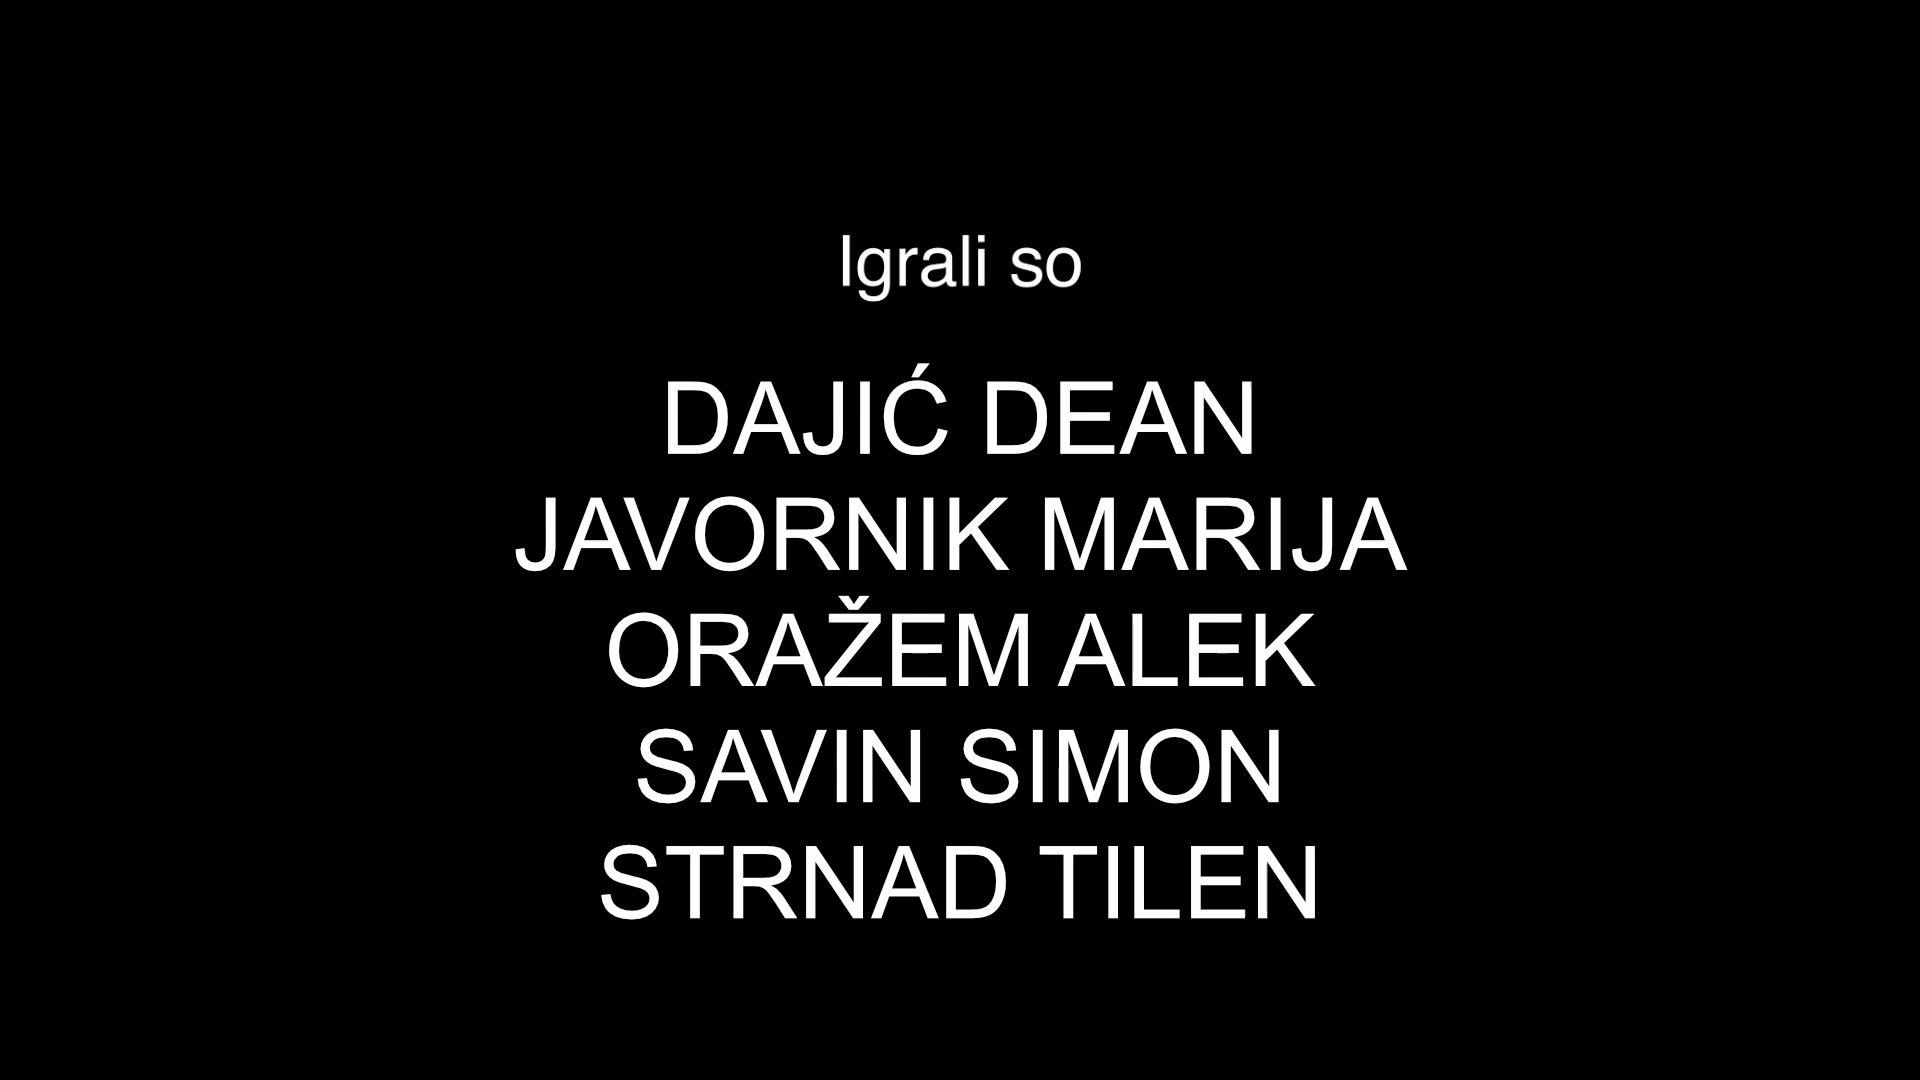 Igrali so
DAJIĆ DEAN
JAVORNIK MARIJA
ORAŽEM ALEK
SAVIN SIMON
STRNAD TILEN